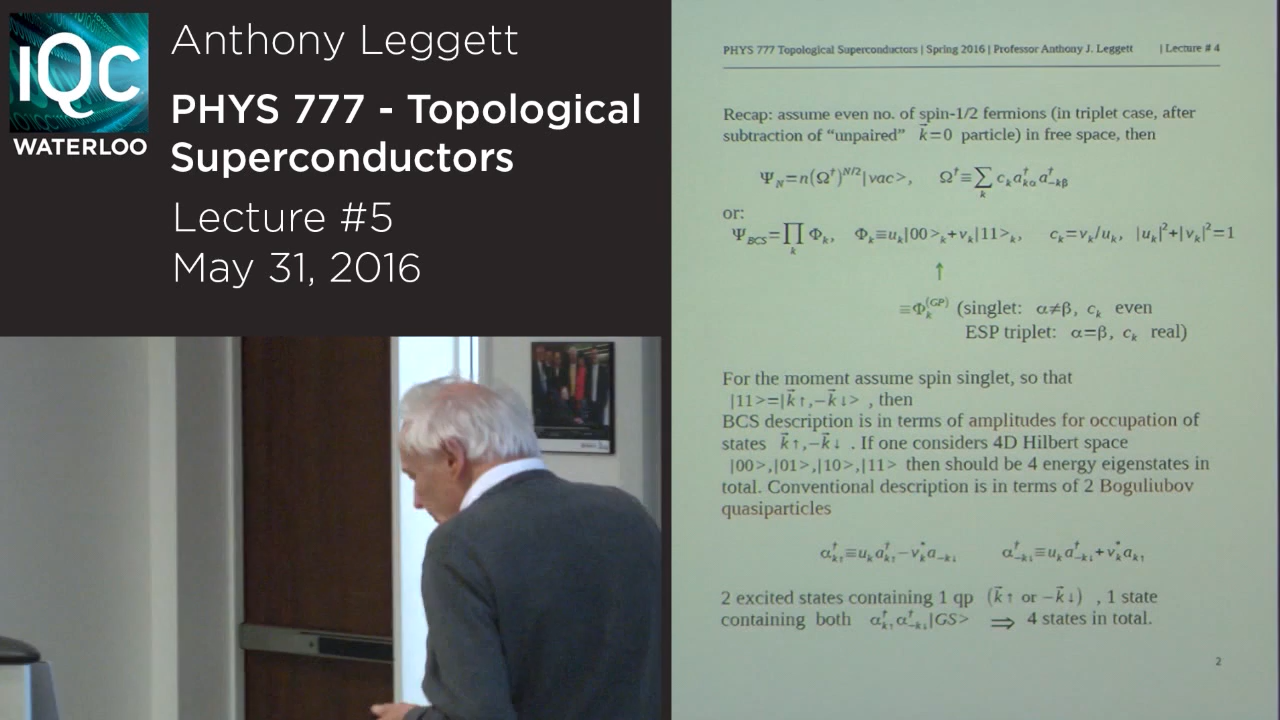 IQC
WATERLOO
Anthony Leggett
PHYS 777 - Topological
Superconductors
Lecture #5
May 31, 2016
PHYS 777 Topological Superconductors | Spring 2016 | Professor Anthony J. Leggett | Lecture # 4
Recap: assume even no. of spin-1/2 fermions (in triplet case, after
subtraction of “unpaired” k⃗=0 particle) in free space, then
Ψ_N=n(Ω†)^{N/2}|vac>, Ω†≡∑_k c_k a†_{kα} a†_{-kβ}
or:
Ψ_BCS=∏_k Φ_k, Φ_k≡u_k|00>_k+v_k|11>_k, c_k=v_k/u_k, |u_k|²+|v_k|²=1
↑
≡Φ_k^{(GP)} (singlet: α≠β, c_k even
ESP triplet: α=β, c_k real)
For the moment assume spin singlet, so that
|11>=|k⃗↑,-k⃗↓> , then
BCS description is in terms of amplitudes for occupation of
states k⃗↑,-k⃗↓ . If one considers 4D Hilbert space
|00>,|01>,|10>,|11> then should be 4 energy eigenstates in
total. Conventional description is in terms of 2 Boguliubov
quasiparticles
α†_{k↑}≡u_k a†_{k↑}-v*_k a_{-k↓} α†_{-k↓}≡u_k a†_{-k↓}+v*_k a_{k↑}
2 excited states containing 1 qp (k⃗↑ or -k⃗↓) , 1 state
containing both α†_{k↑}α†_{-k↓}|GS> ⇒ 4 states in total.
2